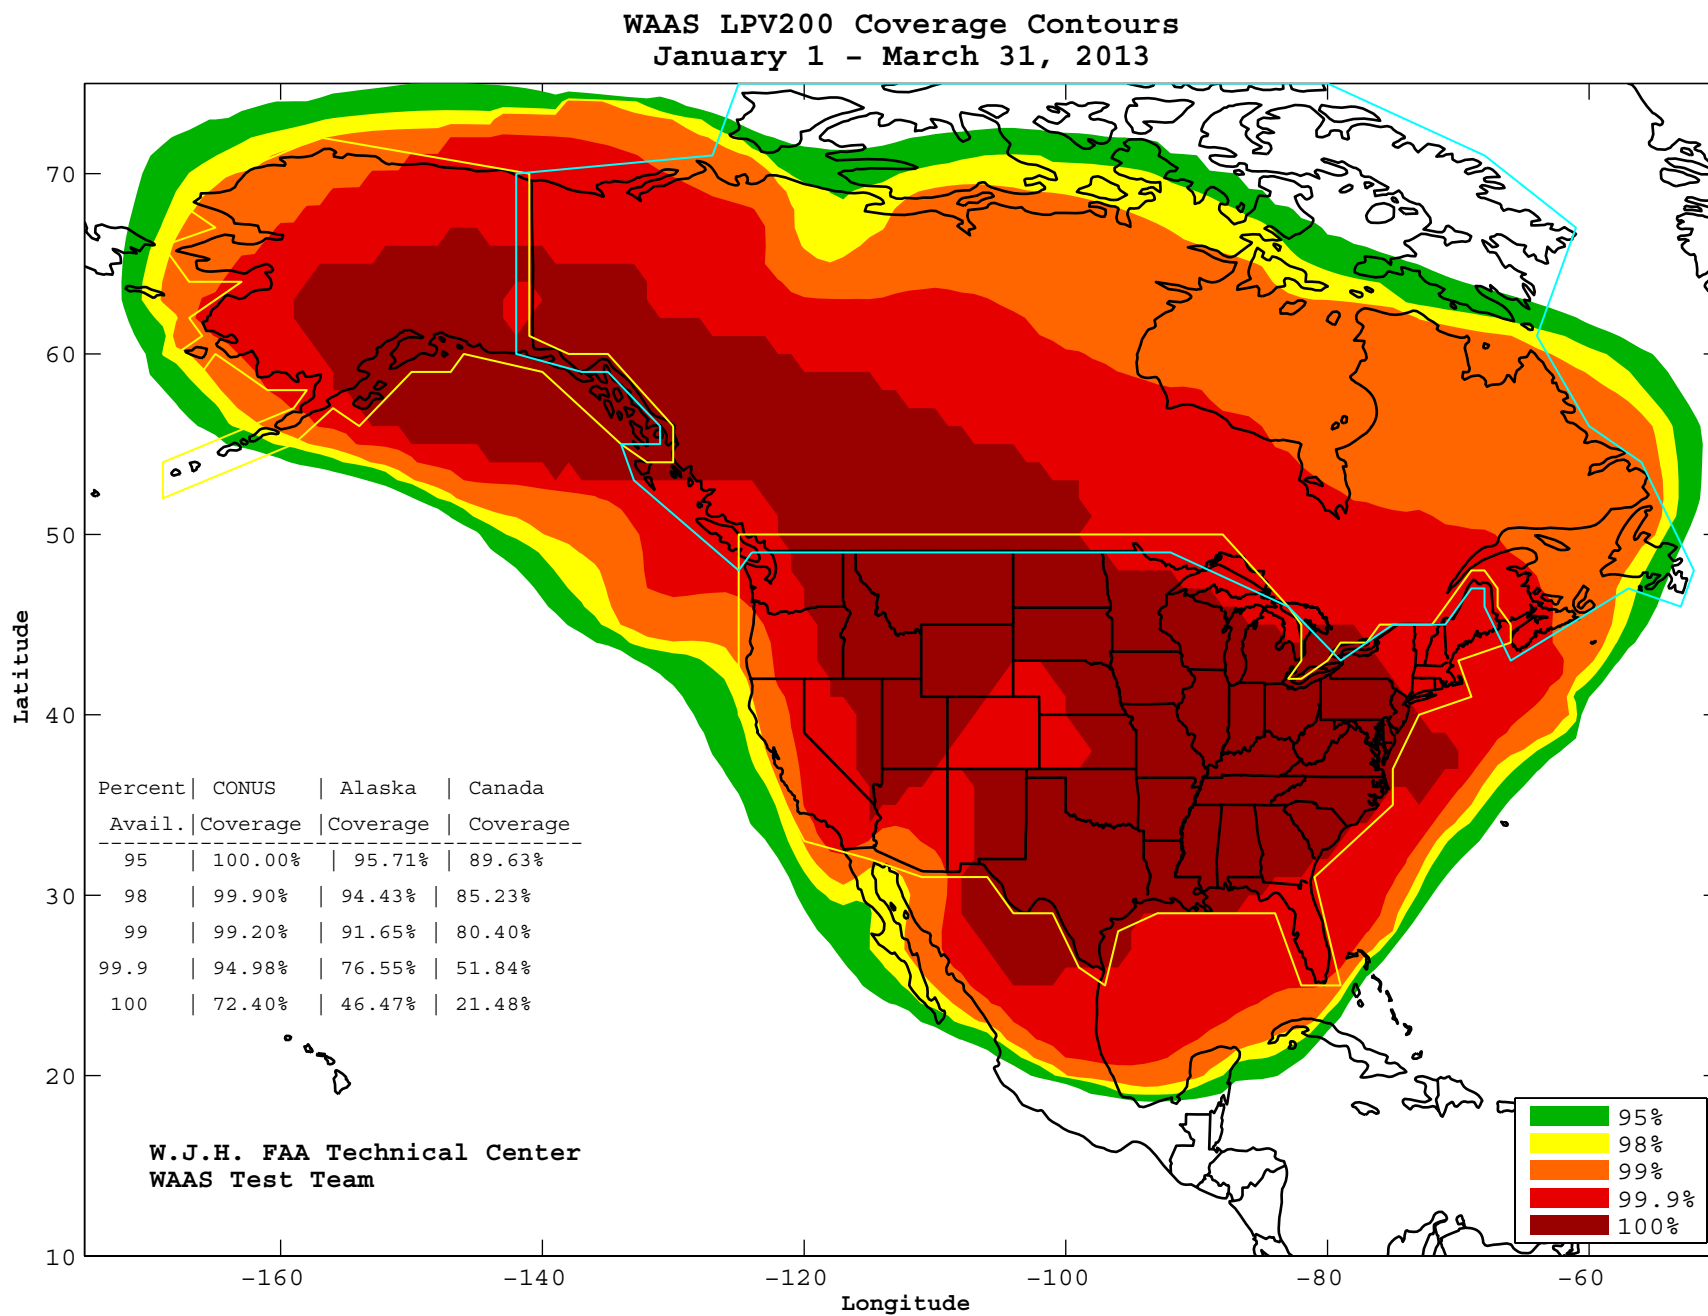 WAAS LPV200 Coverage Contours
January 1 - March 31, 2013
70
60
50
40
30
20
10
Latitude
Percent| CONUS | Alaska | Canada
Avail.|Coverage |Coverage | Coverage
--------------------------------------
95 | 100.00% | 95.71% | 89.63%
98 | 99.90% | 94.43% | 85.23%
99 | 99.20% | 91.65% | 80.40%
99.9 | 94.98% | 76.55% | 51.84%
100 | 72.40% | 46.47% | 21.48%
W.J.H. FAA Technical Center
WAAS Test Team
95%
98%
99%
99.9%
100%
-160 -140 -120 -100 -80 -60
Longitude